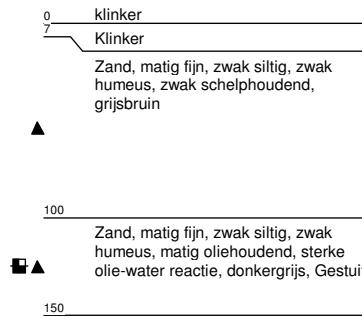 0 klinker
7
Klinker
Zand, matig fijn, zwak siltig, zwak
humeus, zwak schelphoudend,
grijsbruin
100
Zand, matig fijn, zwak siltig, zwak
humeus, matig oliehoudend, sterke
olie-water reactie, donkergrijs, Gestuit
150